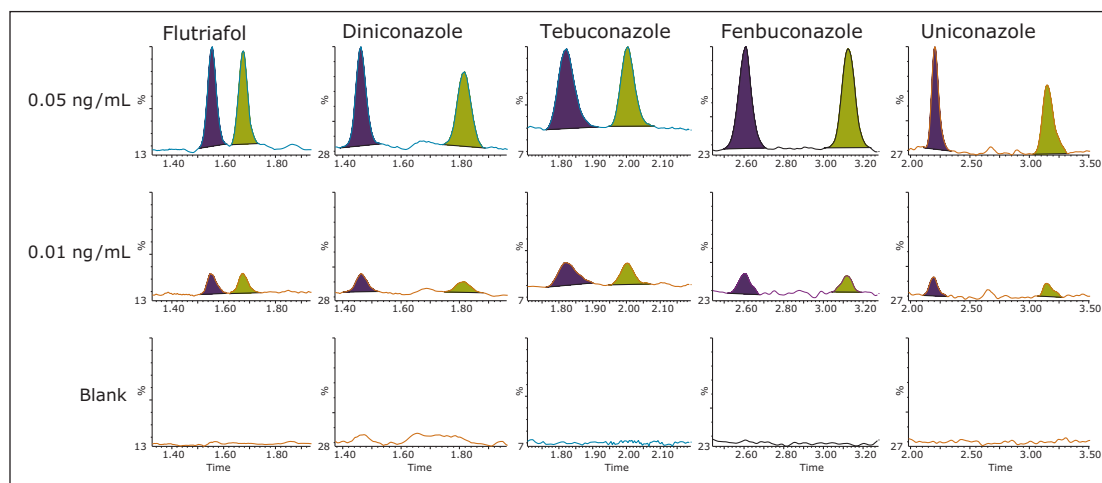 Flutriafol Diniconazole Tebuconazole Fenbuconazole Uniconazole
0.05 ng/mL
% % % % %
13 28 7 23 27
1.40 1.60 1.80 1.40 1.60 1.80 1.80 1.90 2.00 2.10 2.60 2.80 3.00 3.20 2.00 2.50 3.00 3.50
0.01 ng/mL
% % % % %
13 28 7 23 27
1.40 1.60 1.80 1.40 1.60 1.80 1.80 1.90 2.00 2.10 2.60 2.80 3.00 3.20 2.00 2.50 3.00 3.50
Blank
% % % % %
13 28 7 23 27
1.40 1.60 1.80 1.40 1.60 1.80 1.80 1.90 2.00 2.10 2.60 2.80 3.00 3.20 2.00 2.50 3.00 3.50
Time Time Time Time Time